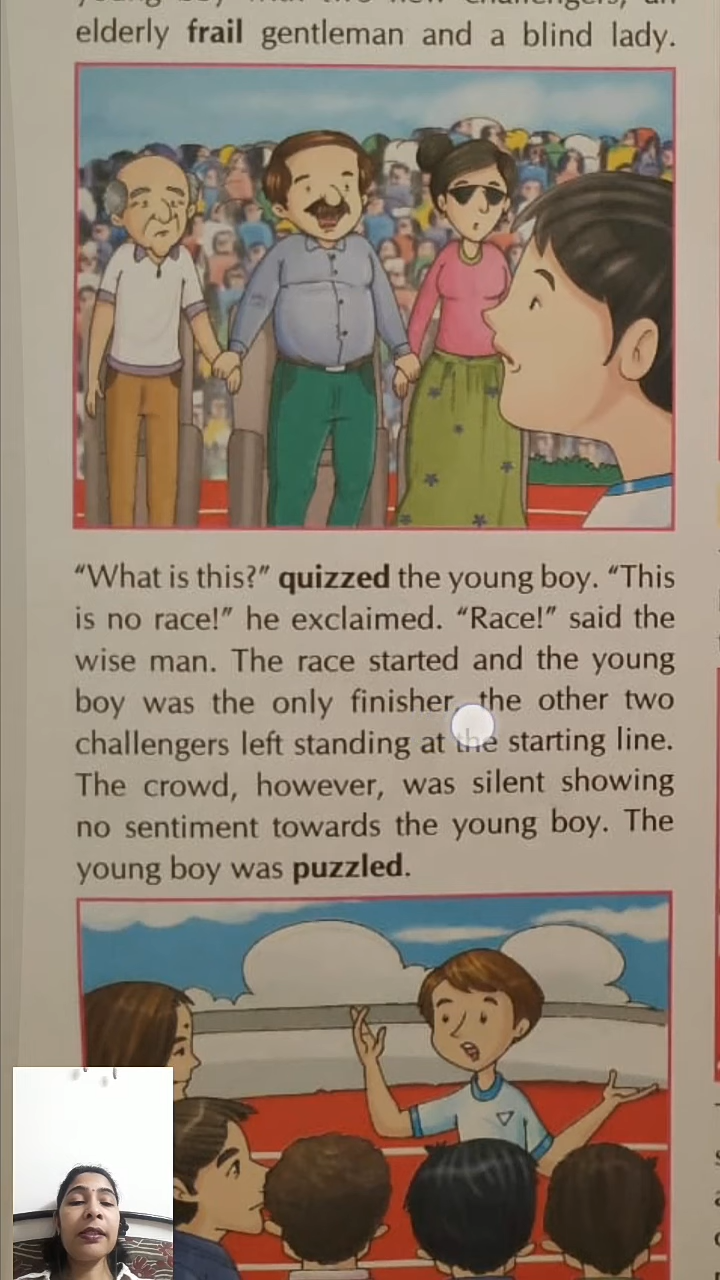 elderly frail gentleman and a blind lady.
“What is this?” quizzed the young boy. “This
is no race!” he exclaimed. “Race!” said the
wise man. The race started and the young
boy was the only finisher, the other two
challengers left standing at the starting line.
The crowd, however, was silent showing
no sentiment towards the young boy. The
young boy was puzzled.